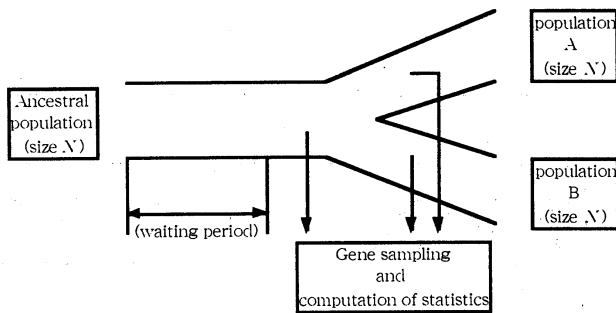 population
A
(size N)
Ancestral
population
(size N)
population
B
(size N)
(waiting period)
Gene sampling
and
computation of statistics